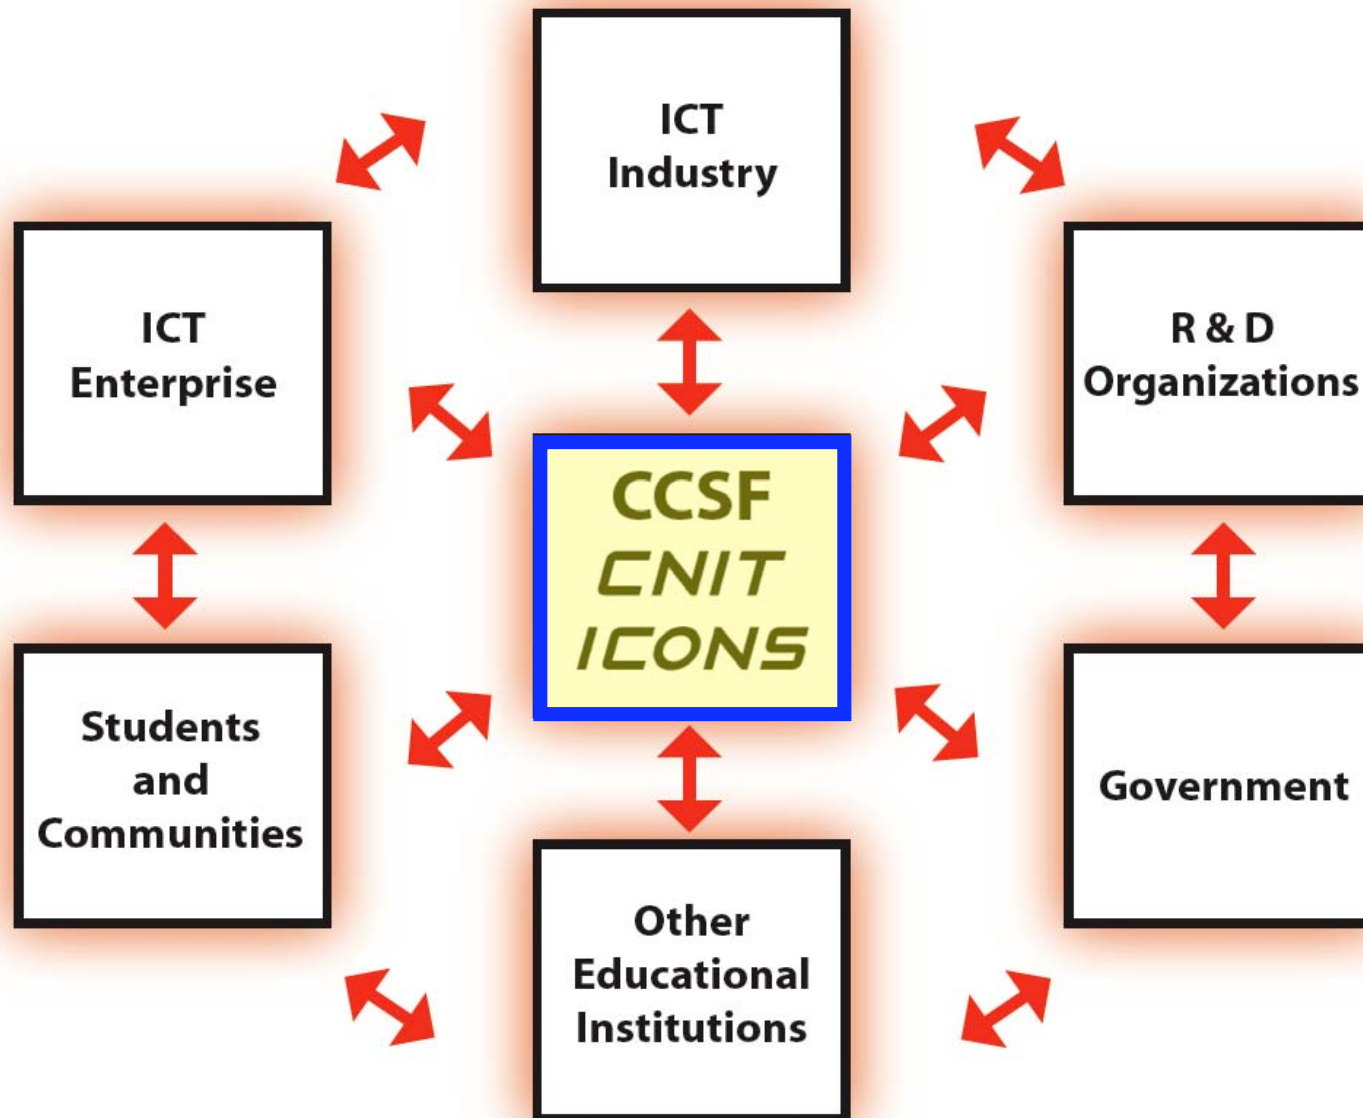 ICT
Industry
ICT
Enterprise
R & D
Organizations
CCSF
CNIT
ICONS
Students
and
Communities
Government
Other
Educational
Institutions